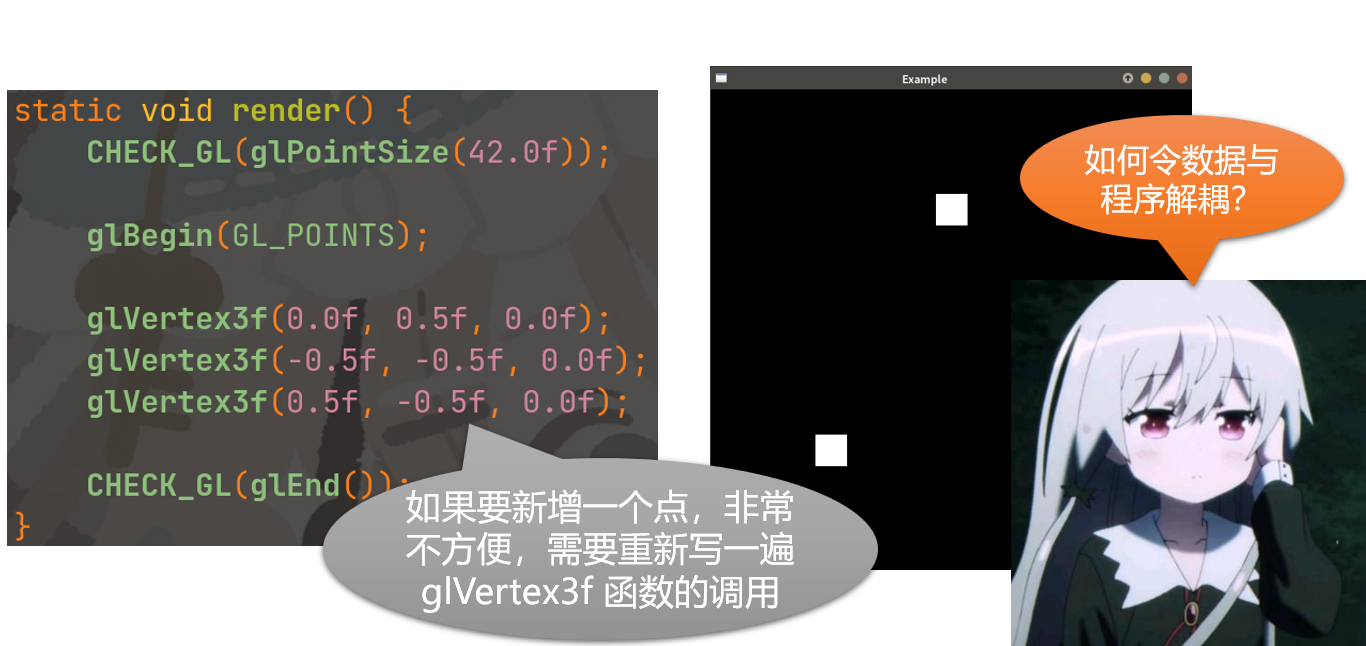 static void render() {
CHECK_GL(glPointSize(42.0f));
glBegin(GL_POINTS);
glVertex3f(0.0f, 0.5f, 0.0f);
glVertex3f(-0.5f, -0.5f, 0.0f);
glVertex3f(0.5f, -0.5f, 0.0f);
CHECK_GL(glEnd());
}
如果要新增一个点，非常
不方便，需要重新写一遍
glVertex3f 函数的调用
Example
如何令数据与
程序解耦？